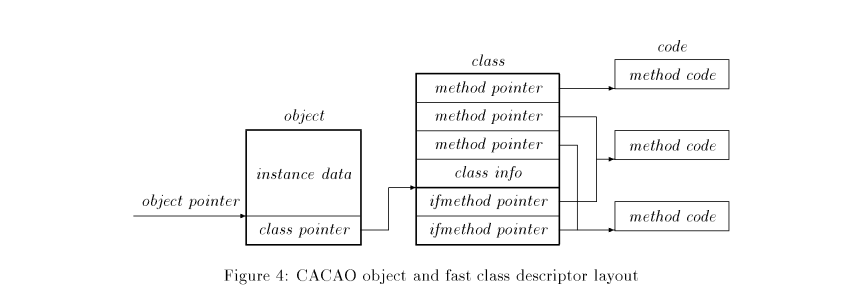 code
class
method code
method pointer
object
method pointer
method pointer
method code
instance data
class info
object pointer
ifmethod pointer
method code
class pointer
ifmethod pointer
Figure 4: CACAO object and fast class descriptor layout